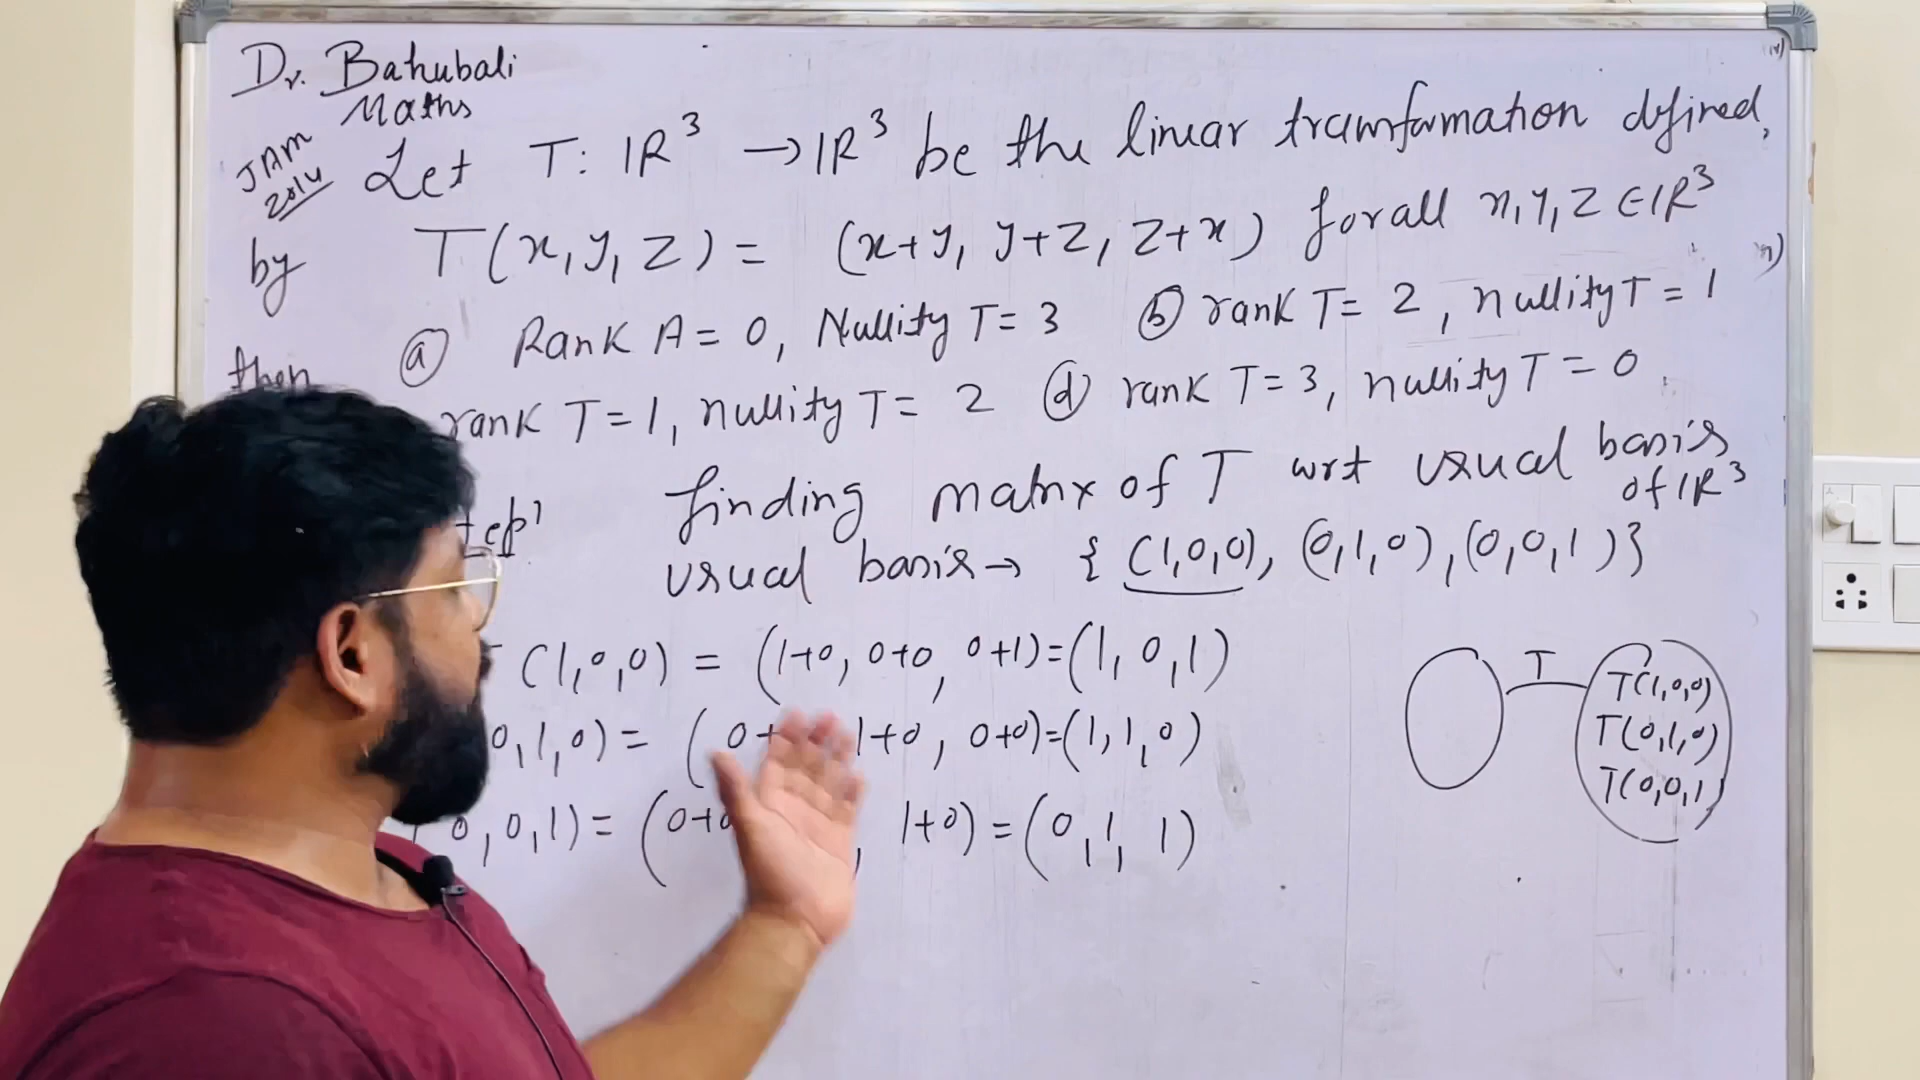 Dr. Bahubali
Maths
JAM
2014
Let T: IR³ → IR³ be the linear transformation defined,
by T(x, y, z) = (x+y, y+z, z+x) for all x, y, z ∈ IR³
then (a) Rank A = 0, Nullity T = 3 (b) rank T = 2, nullity T = 1
rank T = 1, nullity T = 2 (d) rank T = 3, nullity T = 0
finding matrix of T wrt usual basis of IR³
usual basis → { (1,0,0), (0,1,0), (0,0,1) }
(1,0,0) = (1+0, 0+0, 0+1) = (1, 0, 1)
0,1,0) = (0+ 1+0, 0+0) = (1, 1, 0)
0, 0, 1) = (0+0 , 1+0) = (0, 1, 1)
T
T(1,0,0)
T(0,1,0)
T(0,0,1)